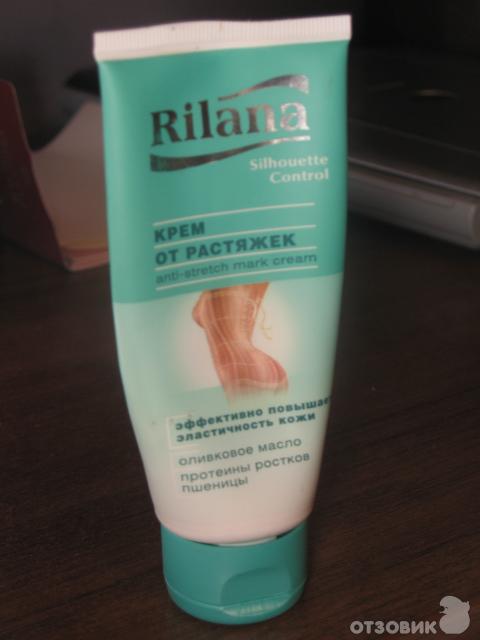 Rilana
Silhouette
Control
КРЕМ
ОТ РАСТЯЖЕК
anti-stretch mark cream
эффективно повышает
эластичность кожи
оливковое масло
протеины ростков
пшеницы
ОТЗОВИК